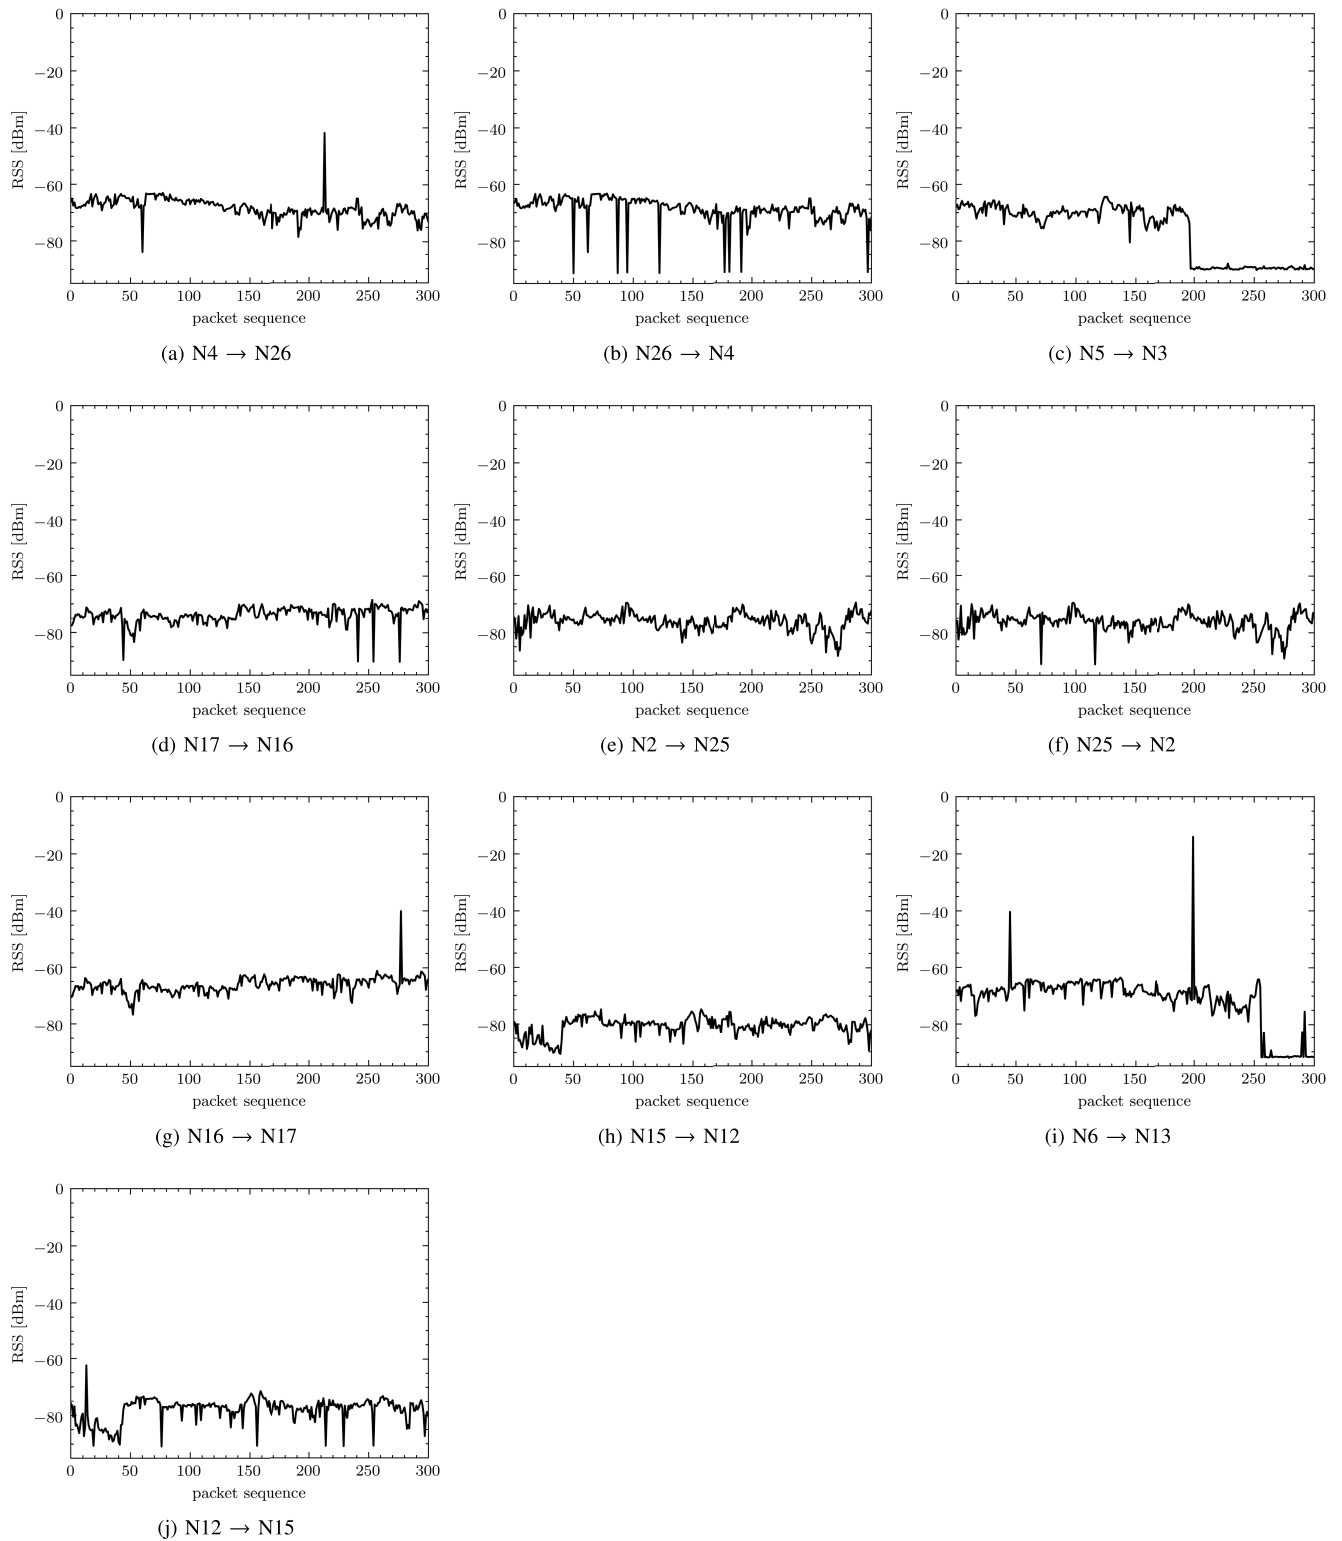 0
−20
−40
−60
−80
RSS [dBm]
0 50 100 150 200 250 300
packet sequence
(a) N4 → N26
0
−20
−40
−60
−80
RSS [dBm]
0 50 100 150 200 250 300
packet sequence
(b) N26 → N4
0
−20
−40
−60
−80
RSS [dBm]
0 50 100 150 200 250 300
packet sequence
(c) N5 → N3
0
−20
−40
−60
−80
RSS [dBm]
0 50 100 150 200 250 300
packet sequence
(d) N17 → N16
0
−20
−40
−60
−80
RSS [dBm]
0 50 100 150 200 250 300
packet sequence
(e) N2 → N25
0
−20
−40
−60
−80
RSS [dBm]
0 50 100 150 200 250 300
packet sequence
(f) N25 → N2
0
−20
−40
−60
−80
RSS [dBm]
0 50 100 150 200 250 300
packet sequence
(g) N16 → N17
0
−20
−40
−60
−80
RSS [dBm]
0 50 100 150 200 250 300
packet sequence
(h) N15 → N12
0
−20
−40
−60
−80
RSS [dBm]
0 50 100 150 200 250 300
packet sequence
(i) N6 → N13
0
−20
−40
−60
−80
RSS [dBm]
0 50 100 150 200 250 300
packet sequence
(j) N12 → N15